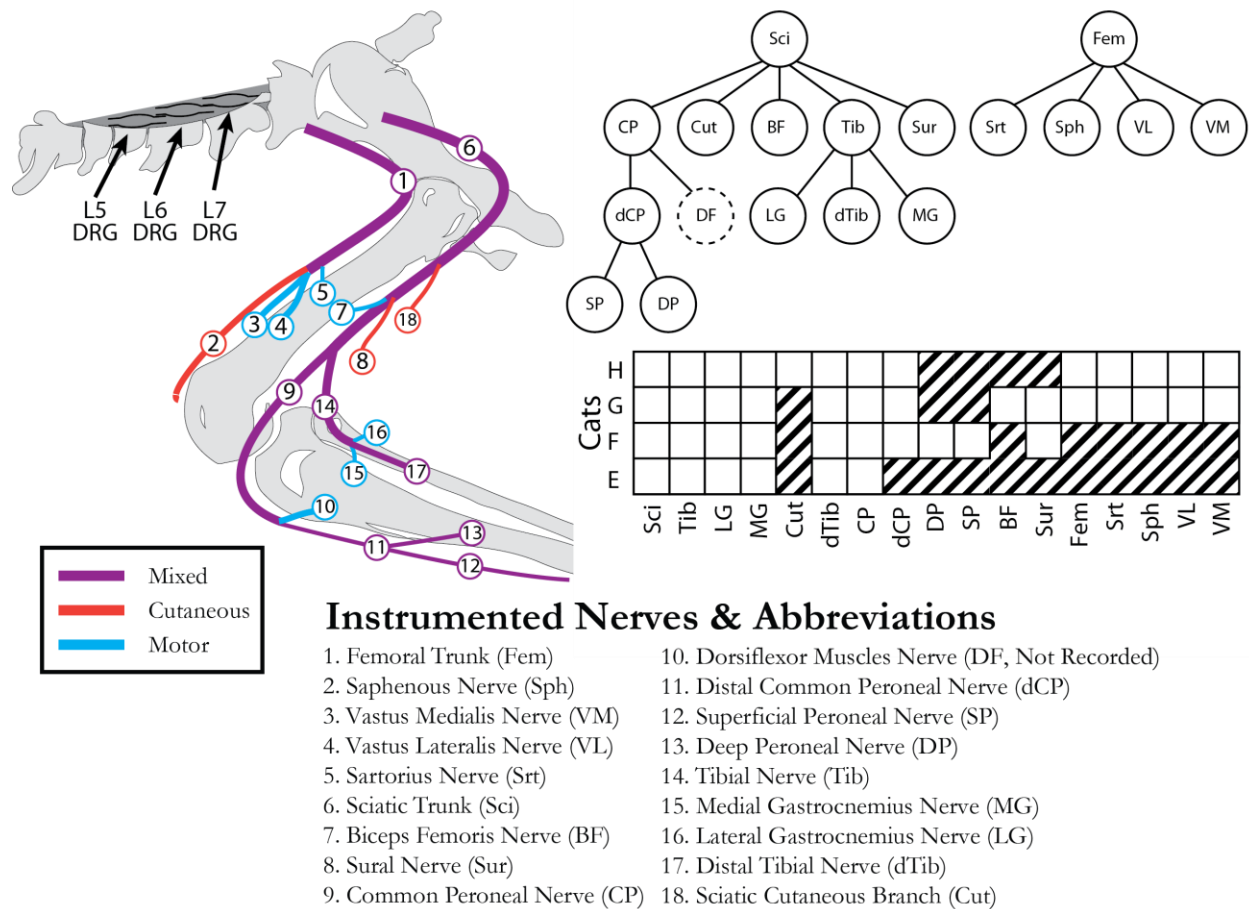 L5 DRG
L6 DRG
L7 DRG
1
2
3
4
5
6
7
8
9
10
11
12
13
14
15
16
17
18
Mixed
Cutaneous
Motor
Sci
Fem
CP
Cut
BF
Tib
Sur
Srt
Sph
VL
VM
dCP
DF
LG
dTib
MG
SP
DP
Cats
H
G
F
E
Sci
Tib
LG
MG
Cut
dTib
CP
dCP
DP
SP
BF
Sur
Fem
Srt
Sph
VL
VM
Instrumented Nerves & Abbreviations
1. Femoral Trunk (Fem)
2. Saphenous Nerve (Sph)
3. Vastus Medialis Nerve (VM)
4. Vastus Lateralis Nerve (VL)
5. Sartorius Nerve (Srt)
6. Sciatic Trunk (Sci)
7. Biceps Femoris Nerve (BF)
8. Sural Nerve (Sur)
9. Common Peroneal Nerve (CP)
10. Dorsiflexor Muscles Nerve (DF, Not Recorded)
11. Distal Common Peroneal Nerve (dCP)
12. Superficial Peroneal Nerve (SP)
13. Deep Peroneal Nerve (DP)
14. Tibial Nerve (Tib)
15. Medial Gastrocnemius Nerve (MG)
16. Lateral Gastrocnemius Nerve (LG)
17. Distal Tibial Nerve (dTib)
18. Sciatic Cutaneous Branch (Cut)